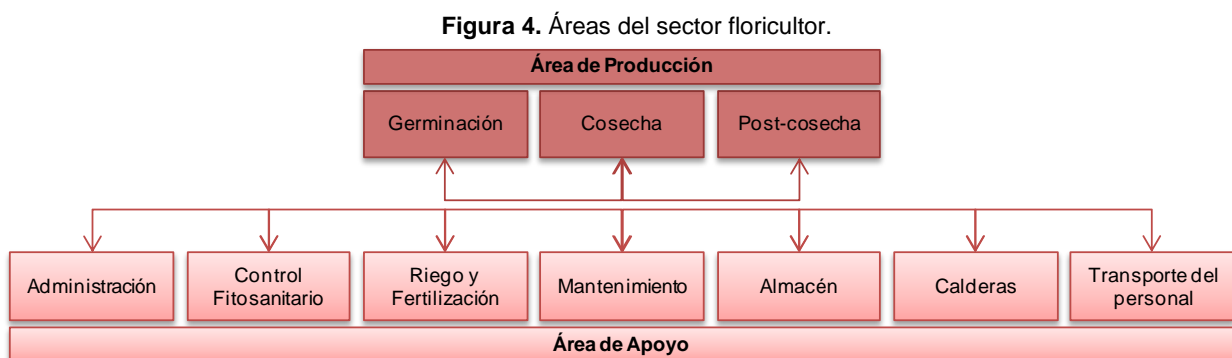 Figura 4. Áreas del sector floricultor.
Área de Producción
Germinación
Cosecha
Post-cosecha
Administración
Control
Fitosanitario
Riego y
Fertilización
Mantenimiento
Almacén
Calderas
Transporte del
personal
Área de Apoyo